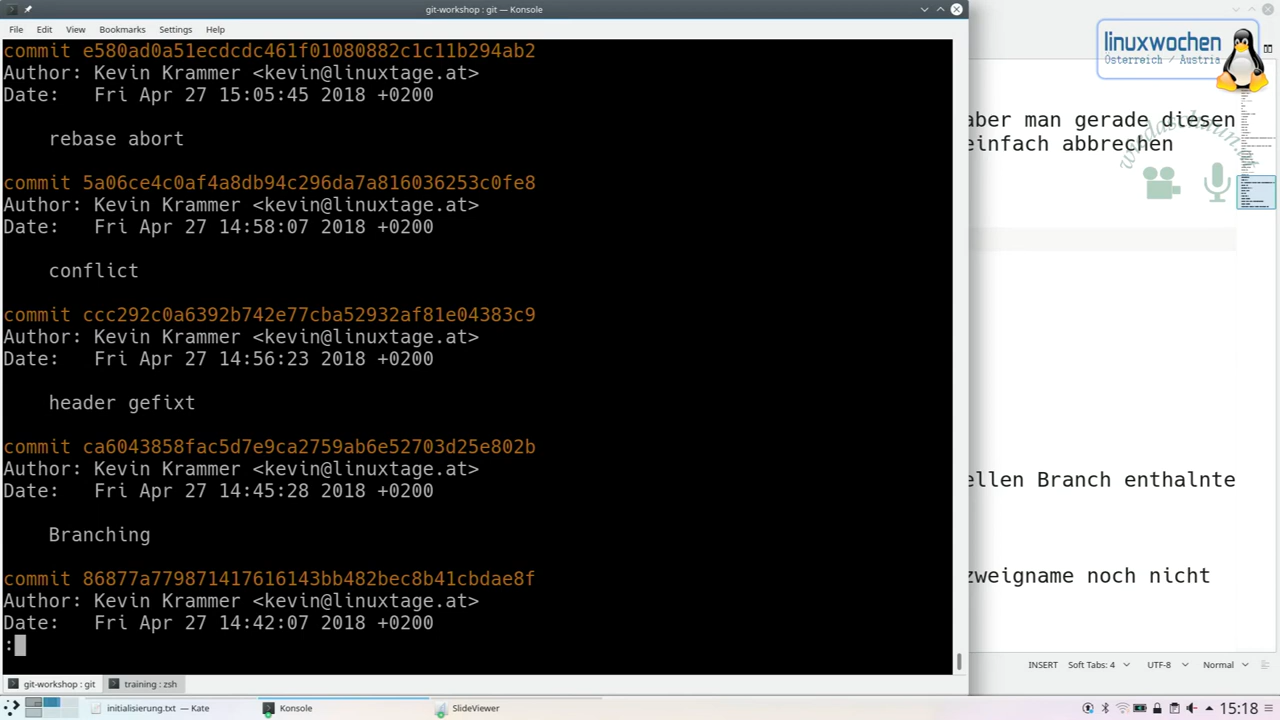 git-workshop : git — Konsole
File Edit View Bookmarks Settings Help
commit e580ad0a51ecdcdc461f01080882c1c11b294ab2
Author: Kevin Krammer <kevin@linuxtage.at>
Date: Fri Apr 27 15:05:45 2018 +0200
rebase abort
commit 5a06ce4c0af4a8db94c296da7a816036253c0fe8
Author: Kevin Krammer <kevin@linuxtage.at>
Date: Fri Apr 27 14:58:07 2018 +0200
conflict
commit ccc292c0a6392b742e77cba52932af81e04383c9
Author: Kevin Krammer <kevin@linuxtage.at>
Date: Fri Apr 27 14:56:23 2018 +0200
header gefixt
commit ca6043858fac5d7e9ca2759ab6e52703d25e802b
Author: Kevin Krammer <kevin@linuxtage.at>
Date: Fri Apr 27 14:45:28 2018 +0200
Branching
commit 86877a779871417616143bb482bec8b41cbdae8f
Author: Kevin Krammer <kevin@linuxtage.at>
Date: Fri Apr 27 14:42:07 2018 +0200
:
git-workshop : git training : zsh
linuxwochen
Österreich / Austria
aber man gerade diesen
einfach abbrechen
ellen Branch enthalnte
zweigname noch nicht
INSERT Soft Tabs: 4 UTF-8 Normal
initialisierung.txt — Kate Konsole SlideViewer 15:18